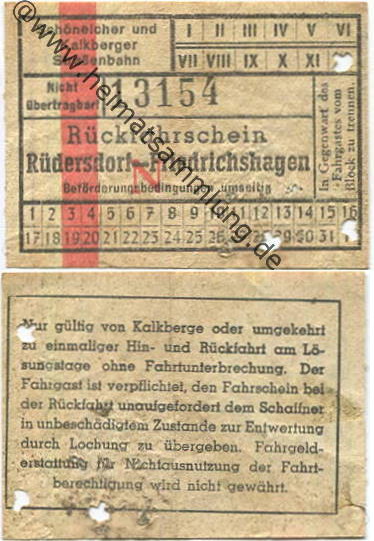 Schöneicher und
Kalkberger
Straßenbahn
I II III IV V VI
VII VIII IX X XI
Nicht
übertragbar!
13154
Rückfahrschein
Rüdersdorf–Friedrichshagen
N
Beförderungsbedingungen umseitig
In Gegenwart des
Fahrgastes vom
Block zu trennen.
1 2 3 4 5 6 7 8 9 10 11 12 13 14 15 16
17 18 19 20 21 22 23 24 25 26 27 29 30 31
Nur gültig von Kalkberge oder umgekehrt
zu einmaliger Hin- und Rückfahrt am Lö-
sungstage ohne Fahrtunterbrechung. Der
Fahrgast ist verpflichtet, den Fahrschein bei
der Rückfahrt unaufgefordert dem Schaffner
in unbeschädigtem Zustande zur Entwertung
durch Lochung zu übergeben. Fahrgeld-
erstattung für Nichtausnutzung der Fahrt-
berechtigung wird nicht gewährt.
@www.heimatsammlung.de